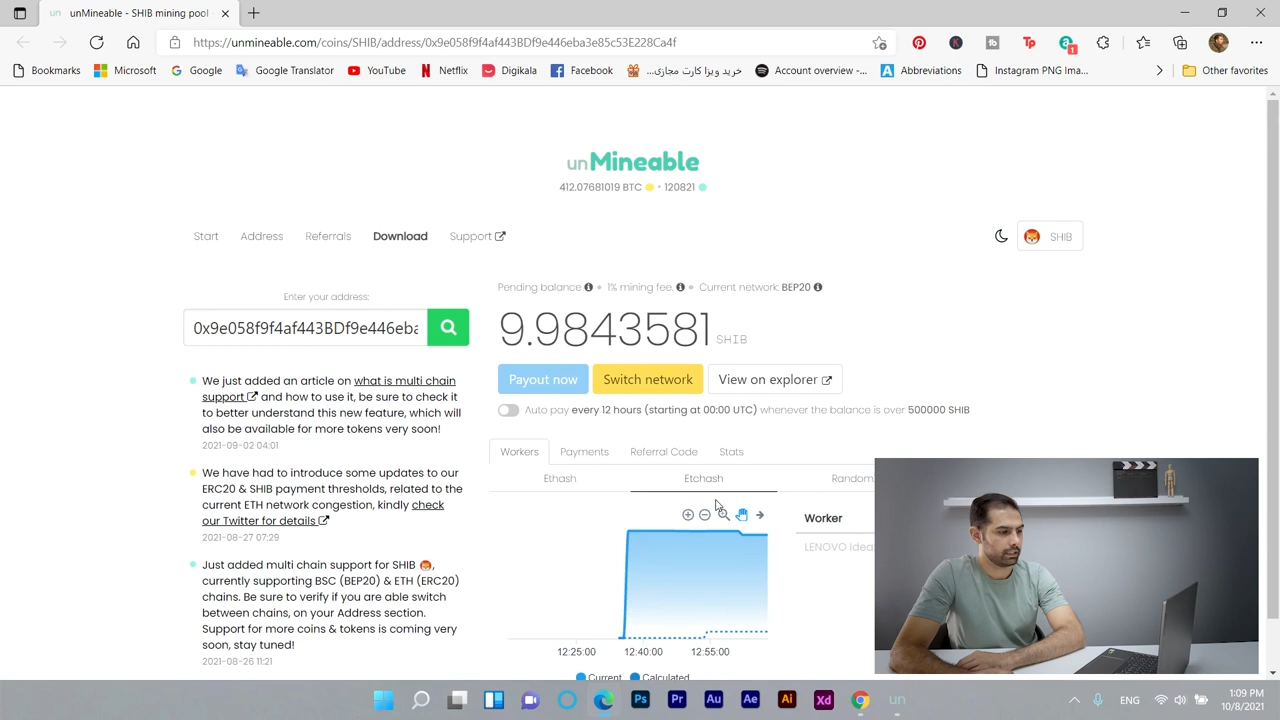 unMineable - SHIB mining pool
https://unmineable.com/coins/SHIB/address/0x9e058f9f4af443BDf9e446eba3e85c53E228Ca4f
Bookmarks
Microsoft
Google
Google Translator
YouTube
Netflix
Digikala
Facebook
خرید ویزا کارت مجازی...
Account overview -...
Abbreviations
Instagram PNG Ima...
Other favorites
unMineable
412.07681019 BTC • 120821
Start
Address
Referrals
Download
Support
SHIB
Enter your address:
0x9e058f9f4af443BDf9e446eba
We just added an article on what is multi chain
support and how to use it, be sure to check it
to better understand this new feature, which will
also be available for more tokens very soon!
2021-09-02 04:01
We have had to introduce some updates to our
ERC20 & SHIB payment thresholds, related to the
current ETH network congestion, kindly check
our Twitter for details
2021-08-27 07:29
Just added multi chain support for SHIB ,
currently supporting BSC (BEP20) & ETH (ERC20)
chains. Be sure to verify if you are able switch
between chains, on your Address section.
Support for more coins & tokens is coming very
soon, stay tuned!
2021-08-26 11:21
Pending balance • 1% mining fee. • Current network: BEP20
9.9843581 SHIB
Payout now
Switch network
View on explorer
Auto pay every 12 hours (starting at 00:00 UTC) whenever the balance is over 500000 SHIB
Workers
Payments
Referral Code
Stats
Ethash
Etchash
Random
Worker
LENOVO Idea
12:25:00
12:40:00
12:55:00
Current
Calculated
Ps
Pr
Au
Ae
Ai
Xd
un
ENG
1:09 PM
10/8/2021